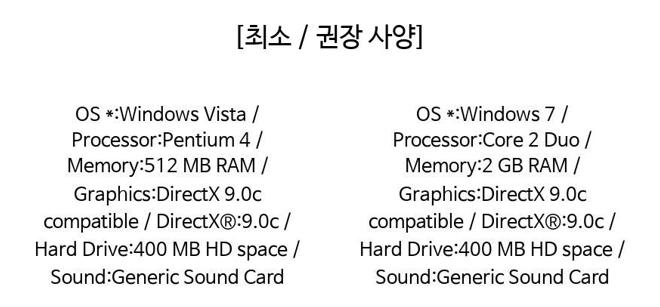 [최소 / 권장 사양]
OS *:Windows Vista /
Processor:Pentium 4 /
Memory:512 MB RAM /
Graphics:DirectX 9.0c
compatible / DirectX®:9.0c /
Hard Drive:400 MB HD space /
Sound:Generic Sound Card
OS *:Windows 7 /
Processor:Core 2 Duo /
Memory:2 GB RAM /
Graphics:DirectX 9.0c
compatible / DirectX®:9.0c /
Hard Drive:400 MB HD space /
Sound:Generic Sound Card